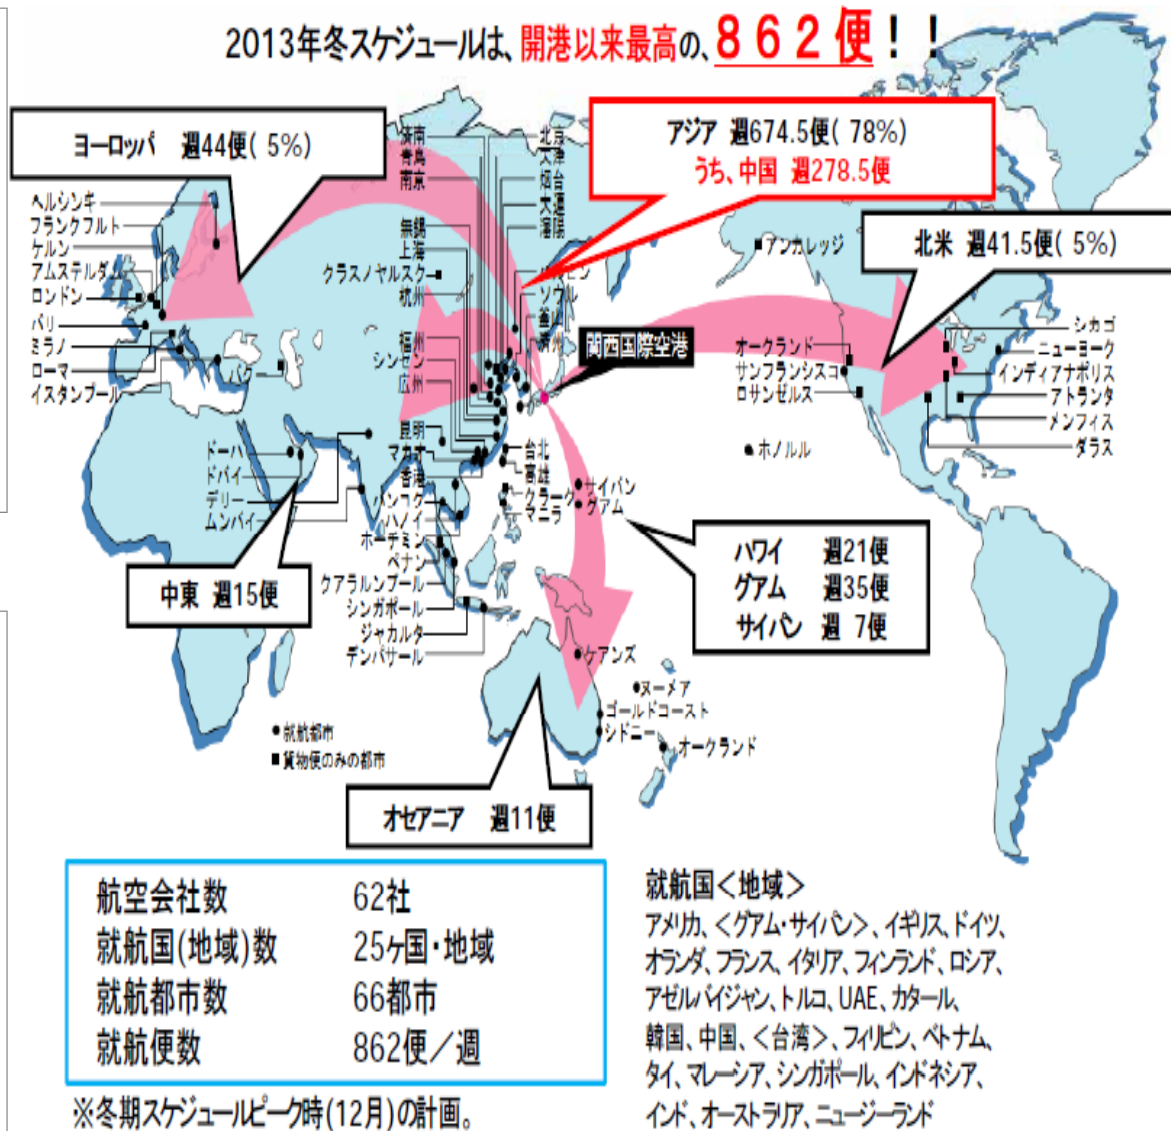 2013年冬スケジュールは、開港以来最高の、862便！！
ヨーロッパ 週44便( 5%)
アジア 週674.5便(78%)
うち、中国 週278.5便
北米 週41.5便(5%)
済南
青島
南京
無錫
上海
クラスノヤルスク
杭州
福州
シンセン
広州
昆明
マカオ
香港
バンコク
ハノイ
ホーチミン
ペナン
クアラルンプール
シンガポール
ジャカルタ
デンパサール
北京
天津
烟台
大連
瀋陽
ソウル
釜山
済州
関西国際空港
ヘルシンキ
フランクフルト
ケルン
アムステルダム
ロンドン
パリ
ミラノ
ローマ
イスタンブール
バクー
ドーハ
ドバイ
デリー
ムンバイ
中東 週15便
台北
高雄
クラーク
マニラ
サイパン
グアム
アンカレッジ
オークランド
サンフランシスコ
ロサンゼルス
ホノルル
シカゴ
ニューヨーク
インディアナポリス
アトランタ
メンフィス
ダラス
ハワイ 週21便
グアム 週35便
サイパン 週 7便
ケアンズ
ヌーメア
ゴールドコースト
シドニー
オークランド
●就航都市
■貨物便のみの都市
オセアニア 週11便
航空会社数 62社
就航国(地域)数 25ヶ国・地域
就航都市数 66都市
就航便数 862便／週
※冬期スケジュールピーク時(12月)の計画。
就航国＜地域＞
アメリカ、＜グアム・サイパン＞、イギリス、ドイツ、
オランダ、フランス、イタリア、フィンランド、ロシア、
アゼルバイジャン、トルコ、UAE、カタール、
韓国、中国、＜台湾＞、フィリピン、ベトナム、
タイ、マレーシア、シンガポール、インドネシア、
インド、オーストラリア、ニュージーランド